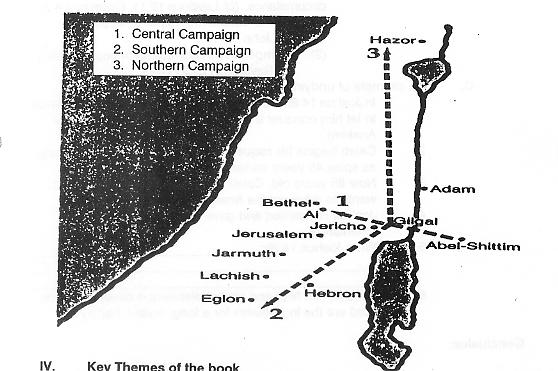 1. Central Campaign
2. Southern Campaign
3. Northern Campaign
Hazor
3
Adam
Bethel
1
Ai
Gilgal
Jericho
Jerusalem
Abel-Shittim
Jarmuth
Lachish
Hebron
Eglon
2
IV. Key Themes of the book